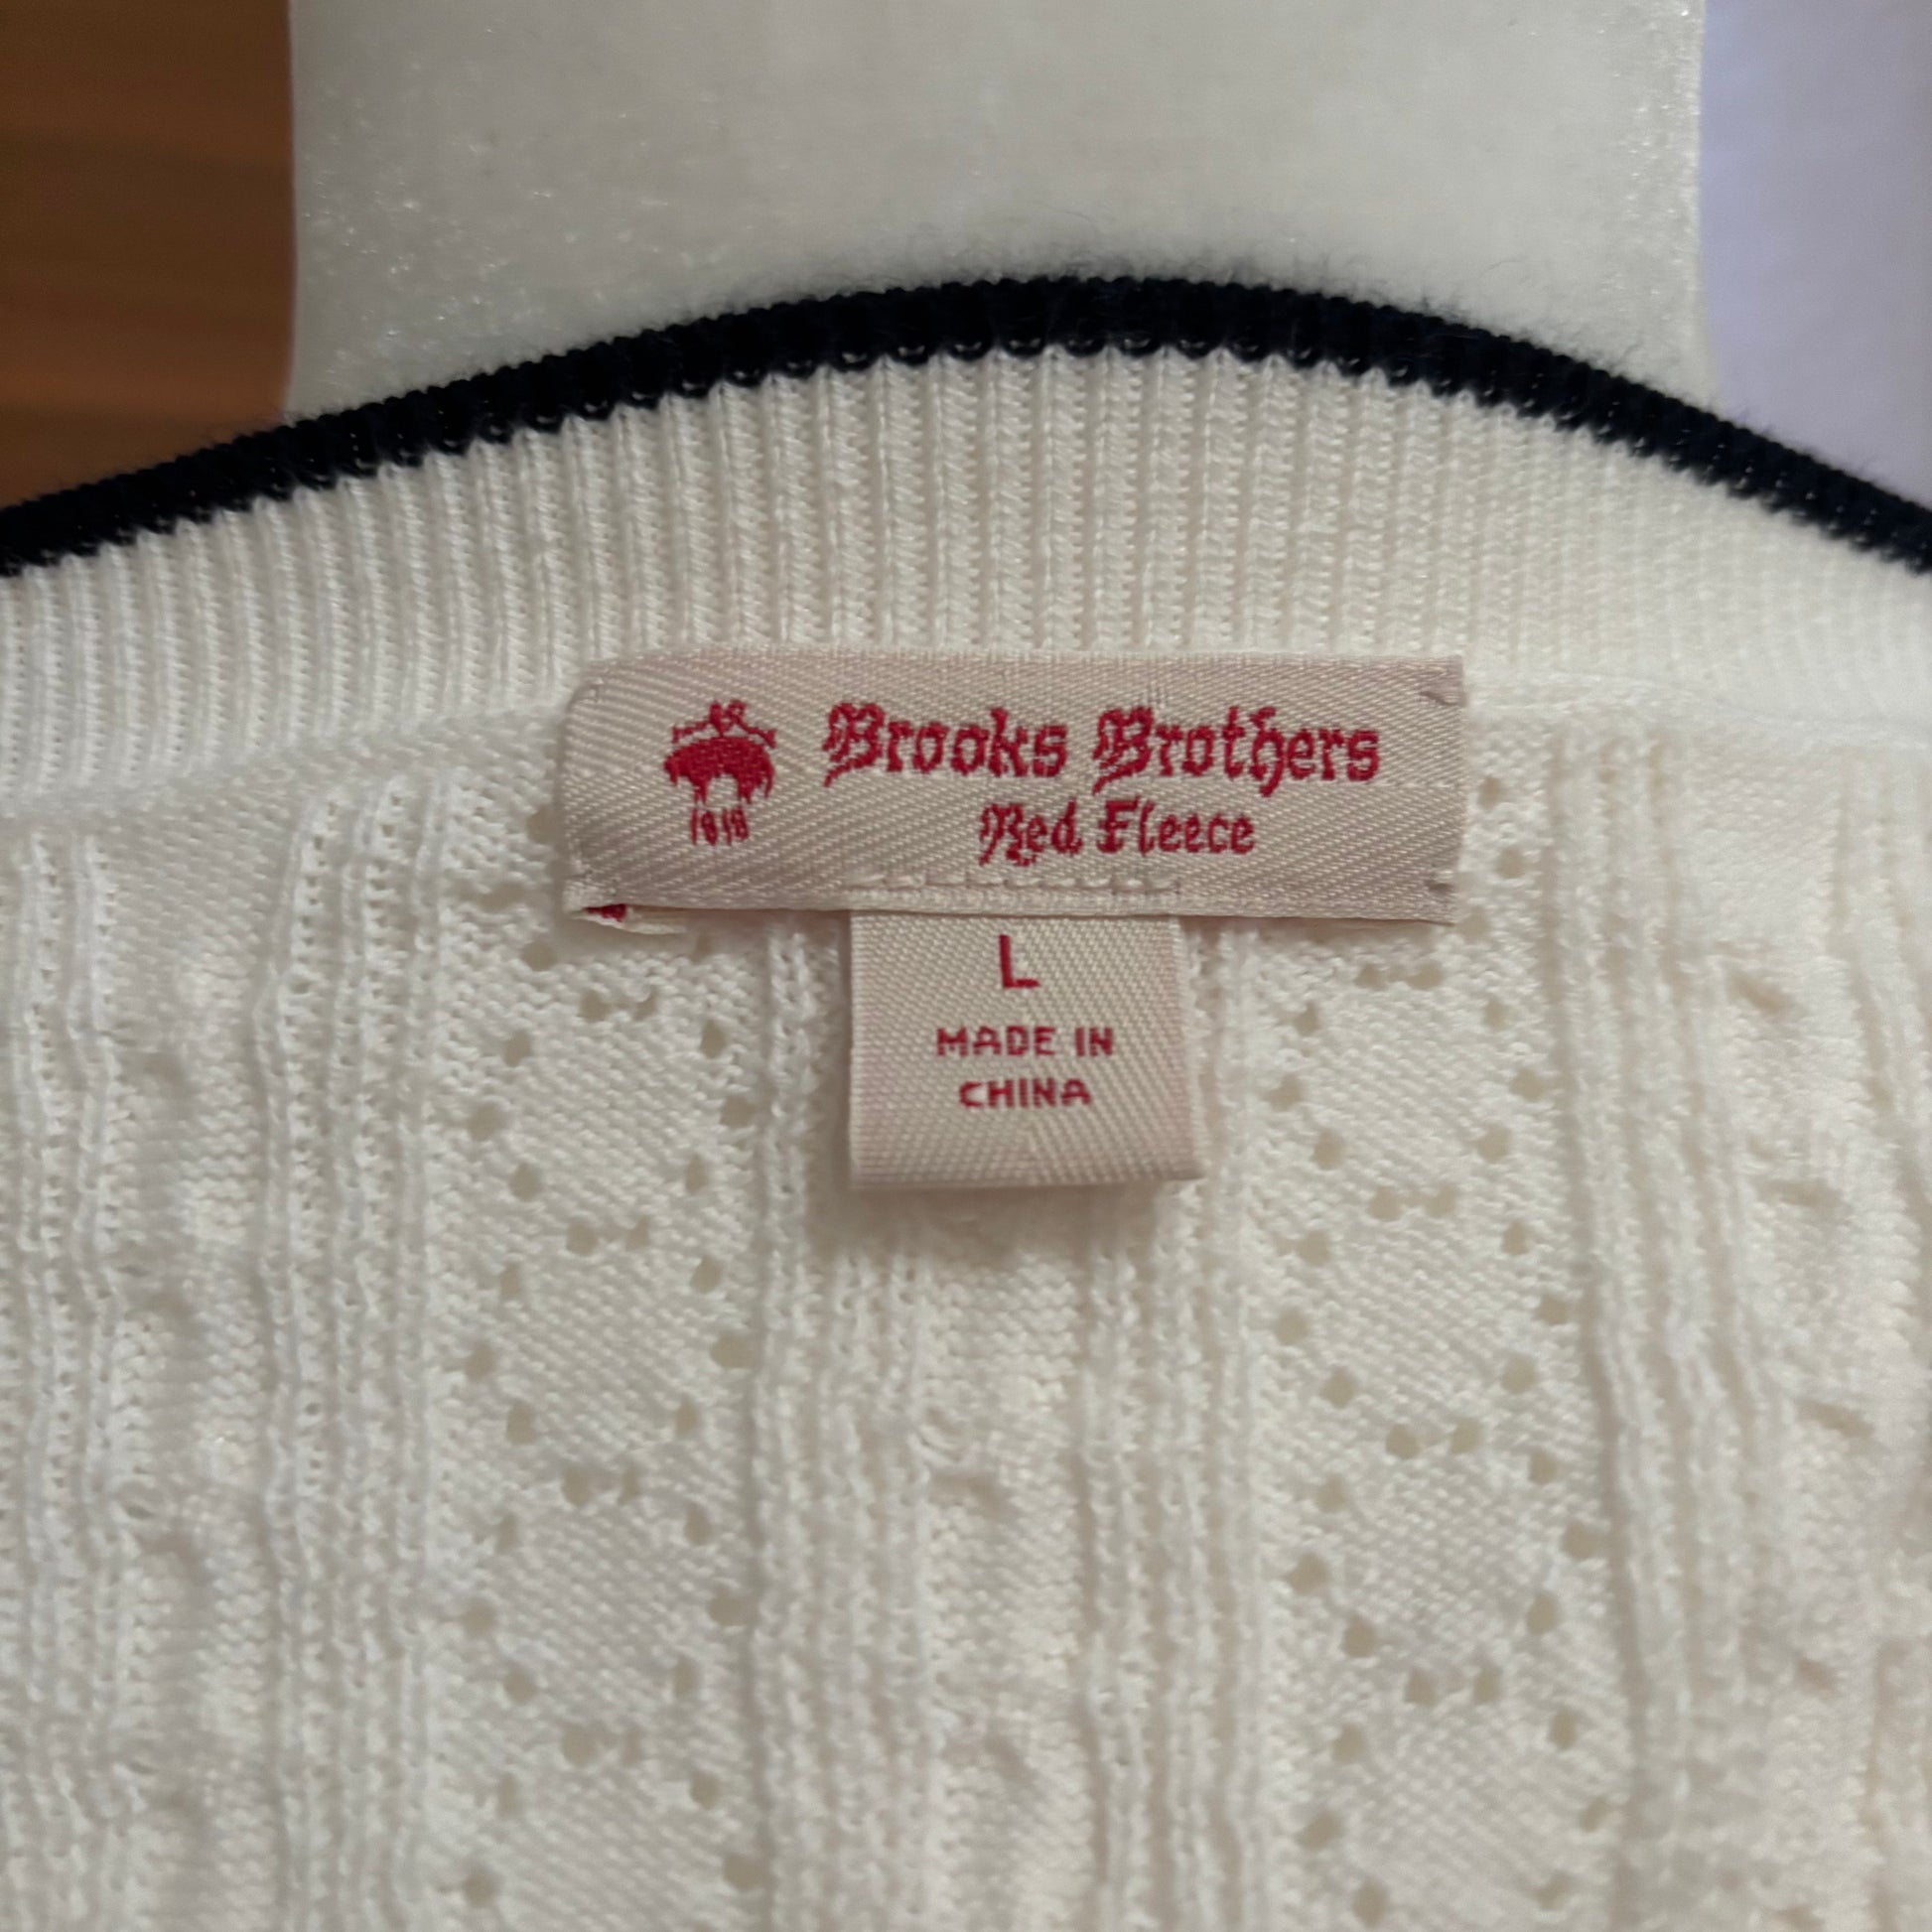 Brooks Brothers
Red Fleece
1818
L
MADE IN
CHINA